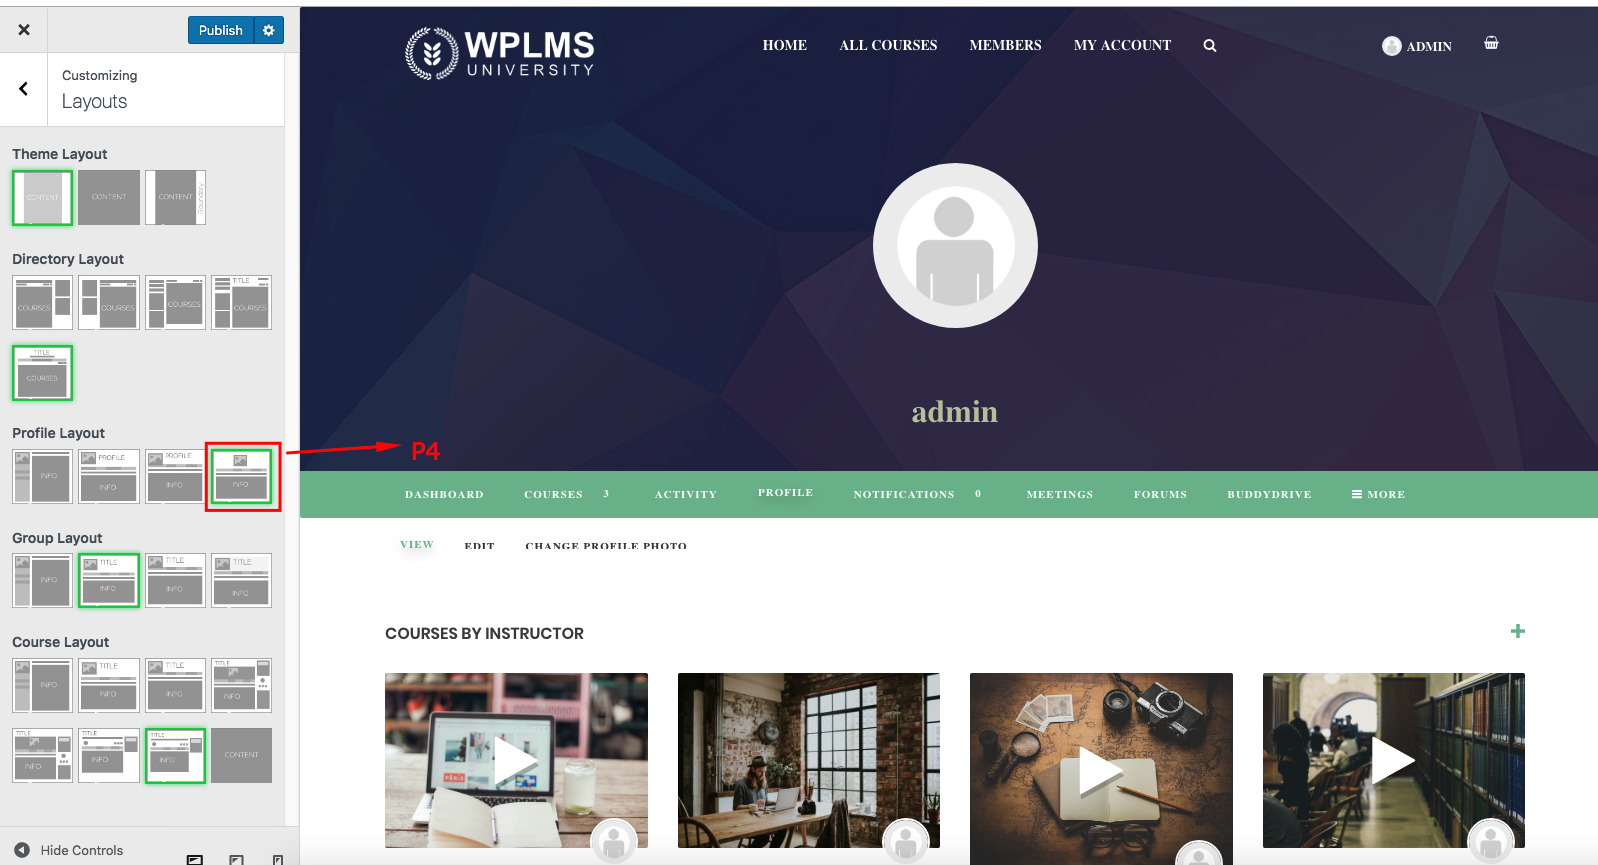 Publish
Customizing
Layouts
Theme Layout
CONTENT
CONTENT
CONTENT
Boundary
Directory Layout
COURSES
COURSES
COURSES
TITLE
COURSES
TITLE
COURSES
Profile Layout
INFO
PROFILE
INFO
PROFILE
INFO
INFO
P4
Group Layout
INFO
TITLE
INFO
TITLE
INFO
TITLE
INFO
Course Layout
INFO
TITLE
INFO
TITLE
INFO
TITLE
INFO
TITLE
INFO
TITLE
INFO
TITLE
INFO
CONTENT
Hide Controls
WPLMS
UNIVERSITY
HOME ALL COURSES MEMBERS MY ACCOUNT
ADMIN
admin
DASHBOARD COURSES 3 ACTIVITY PROFILE NOTIFICATIONS 0 MEETINGS FORUMS BUDDYDRIVE MORE
VIEW EDIT CHANGE PROFILE PHOTO
COURSES BY INSTRUCTOR